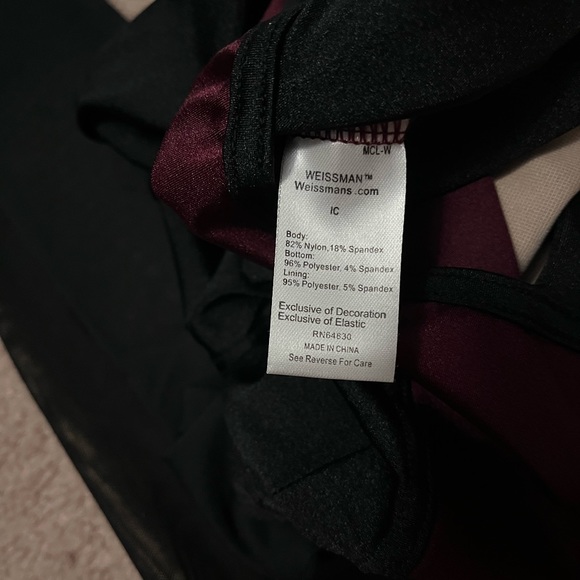 MCL-W
WEISSMAN™
Weissmans.com
IC
Body:
82% Nylon,18% Spandex
Bottom:
96% Polyester, 4% Spandex
Lining:
95% Polyester, 5% Spandex
Exclusive of Decoration
Exclusive of Elastic
RN64830
MADE IN CHINA
See Reverse For Care